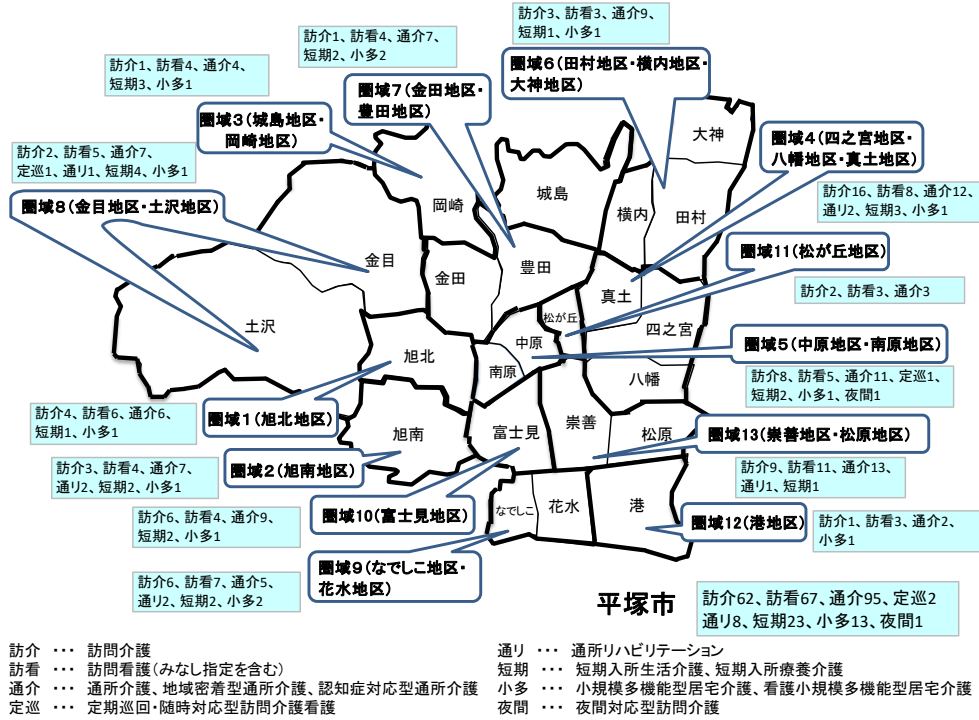 訪介3、訪看3、通介9、
短期1、小多1
訪介1、訪看4、通介7、
短期2、小多2
訪介1、訪看4、通介4、
短期3、小多1
圏域6(田村地区・横内地区・
大神地区)
圏域7(金田地区・
豊田地区)
圏域3(城島地区・
岡崎地区)
圏域4(四之宮地区・
八幡地区・真土地区)
訪介2、訪看5、通介7、
定巡1、通リ1、短期4、小多1
圏域8(金目地区・土沢地区)
訪介16、訪看8、通介12、
通リ2、短期3、小多1
圏域11(松が丘地区)
訪介2、訪看3、通介3
大神
城島
岡崎
横内
田村
金目
金田
豊田
真土
松が丘
四之宮
土沢
中原
旭北
南原
八幡
圏域5(中原地区・南原地区)
訪介8、訪看5、通介11、定巡1、
短期2、小多1、夜間1
訪介4、訪看6、通介6、
短期1、小多1
圏域1(旭北地区)
旭南
富士見
崇善
松原
圏域13(崇善地区・松原地区)
訪介9、訪看11、通介13、
通リ1、短期1
訪介3、訪看4、通介7、
通リ2、短期2、小多1
圏域2(旭南地区)
訪介6、訪看4、通介9、
短期2、小多1
圏域10(富士見地区)
なでしこ
花水
港
圏域12(港地区)
訪介1、訪看3、通介2、
小多1
訪介6、訪看7、通介5、
通リ2、短期2、小多2
圏域9(なでしこ地区・
花水地区)
平塚市
訪介62、訪看67、通介95、定巡2
通リ8、短期23、小多13、夜間1
訪介 ・・・ 訪問介護
訪看 ・・・ 訪問看護(みなし指定を含む)
通介 ・・・ 通所介護、地域密着型通所介護、認知症対応型通所介護
定巡 ・・・ 定期巡回・随時対応型訪問介護看護
通リ ・・・ 通所リハビリテーション
短期 ・・・ 短期入所生活介護、短期入所療養介護
小多 ・・・ 小規模多機能型居宅介護、看護小規模多機能型居宅介護
夜間 ・・・ 夜間対応型訪問介護